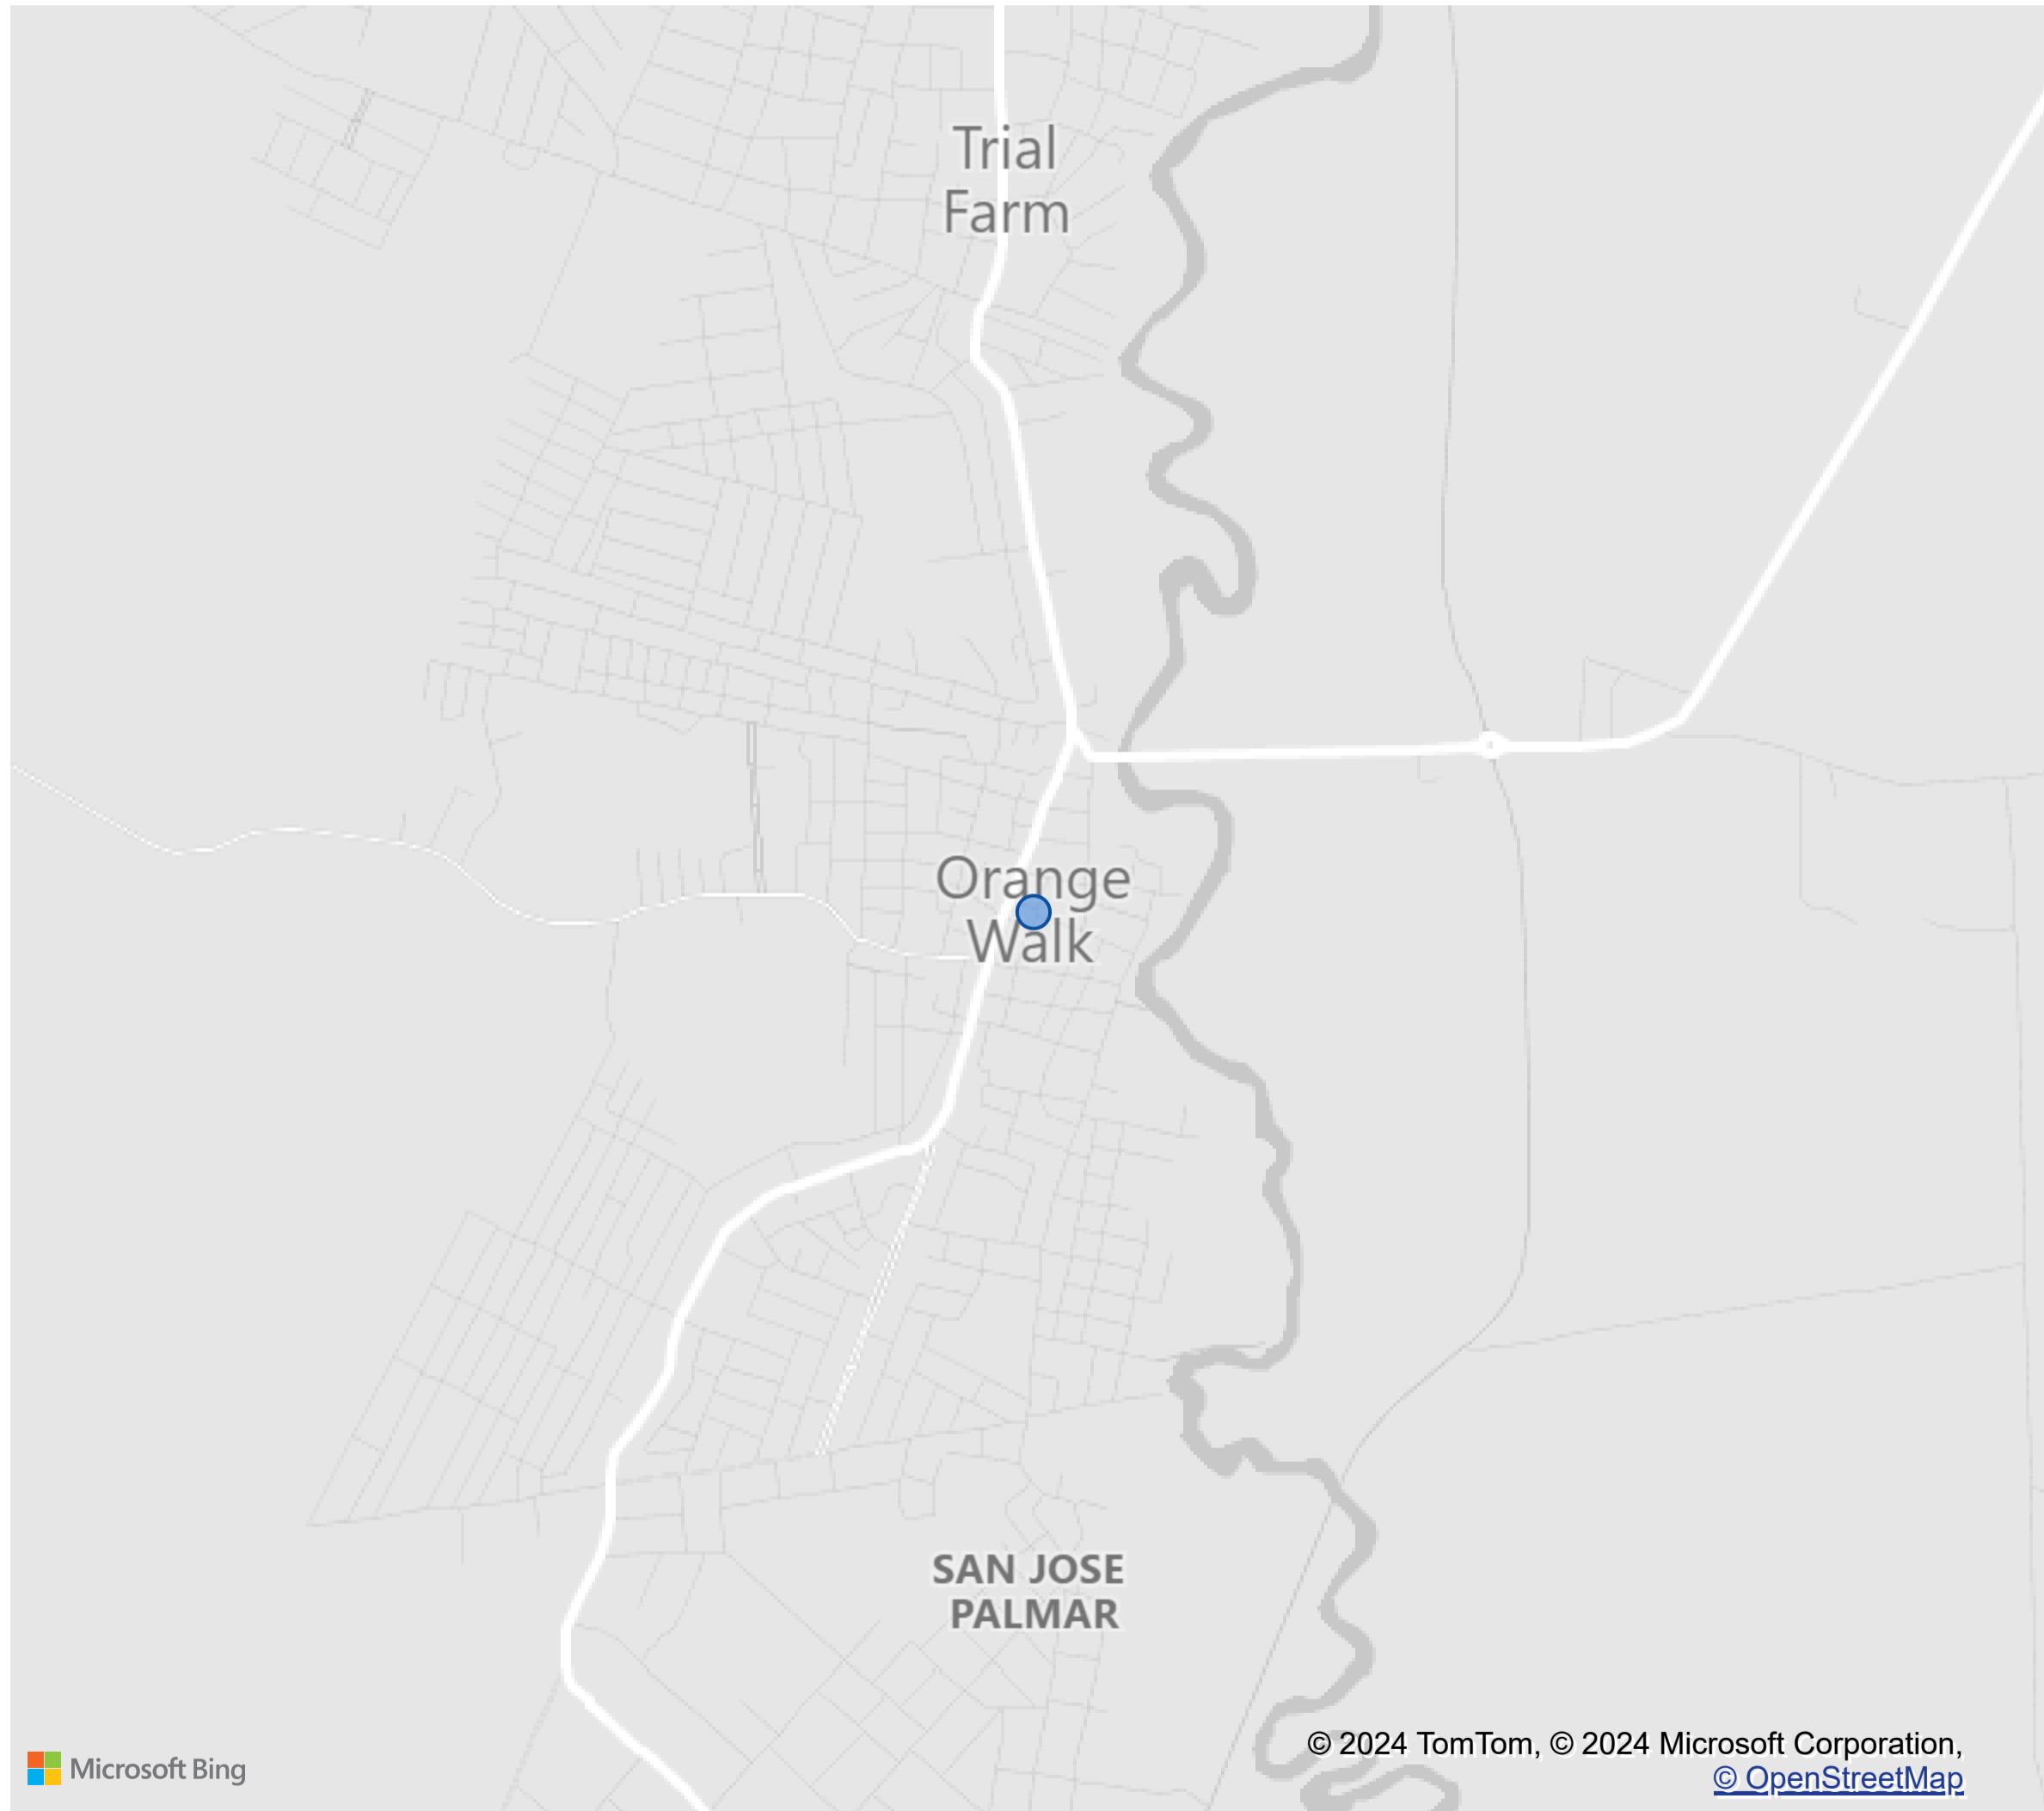 Trial
Farm
Orange
Walk
SAN JOSE
PALMAR
Microsoft Bing
© 2024 TomTom, © 2024 Microsoft Corporation,
© OpenStreetMap